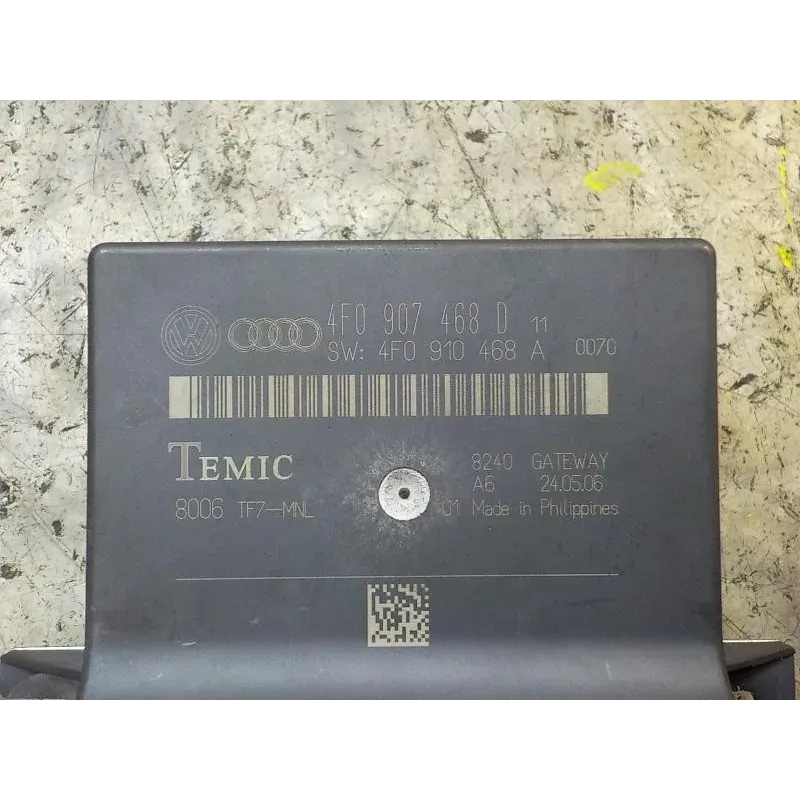 4F0 907 468 D 11
SW: 4F0 910 468 A 0070
TEMIC
8240 GATEWAY
A6 24.05.06
8006 TF7-MNL 01 Made in Philippines